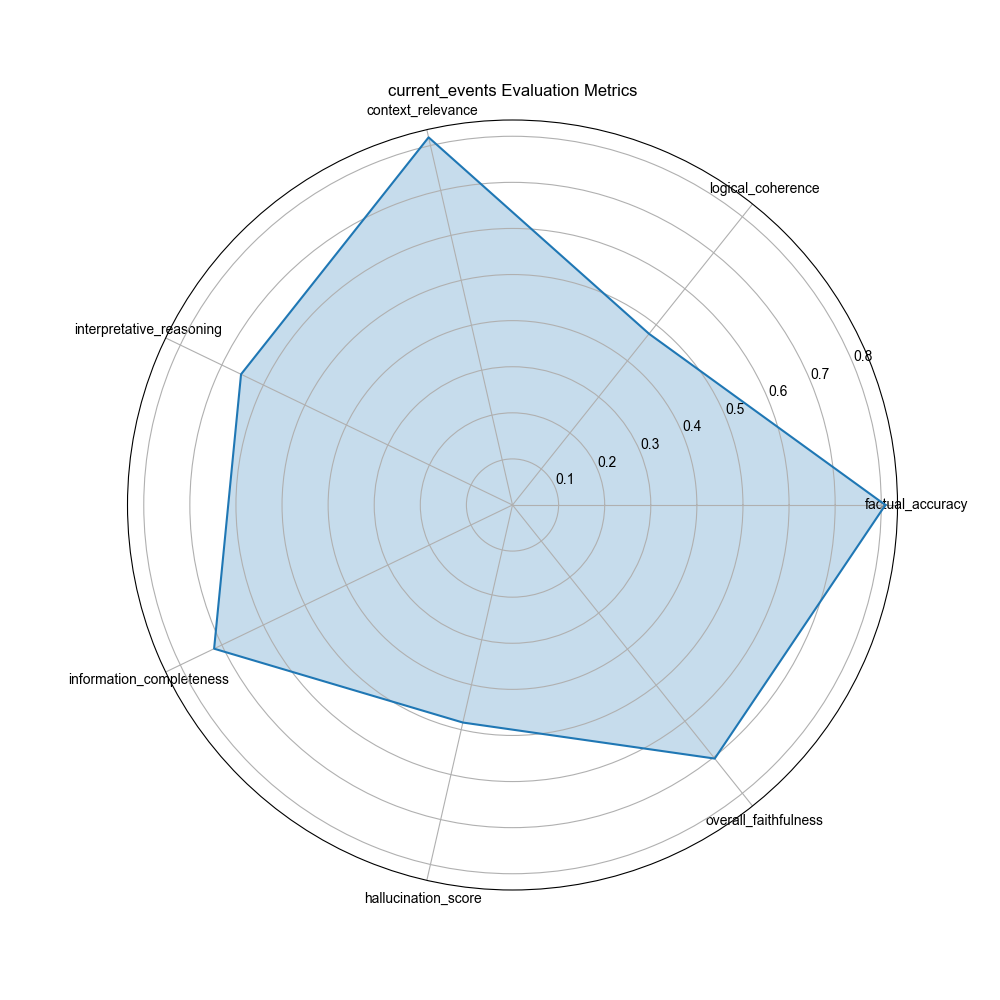 current_events Evaluation Metrics
context_relevance
logical_coherence
interpretative_reasoning
0.8
0.7
0.6
0.5
0.4
0.3
0.2
0.1
factual_accuracy
information_completeness
overall_faithfulness
hallucination_score